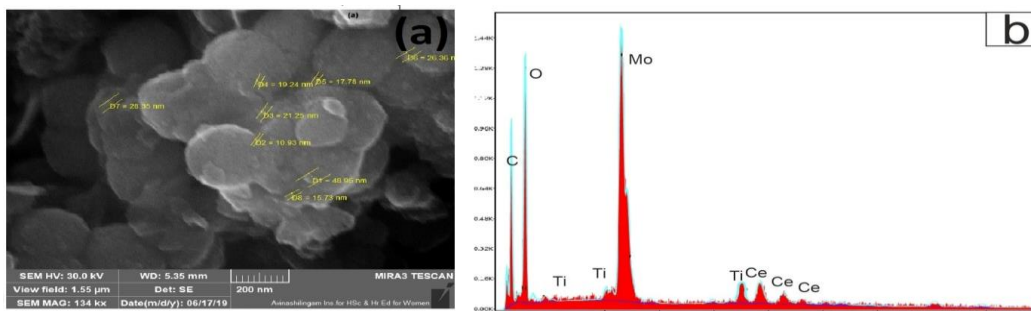 (a)
(a)
D6 = 26.36 nm
D4 = 19.24 nm
D5 = 17.78 nm
D7 = 28.35 nm
D3 = 21.25 nm
D2 = 10.93 nm
D1 = 48.96 nm
D8 = 15.73 nm
SEM HV: 30.0 kV
WD: 5.35 mm
MIRA3 TESCAN
View field: 1.55 µm
Det: SE
200 nm
SEM MAG: 134 kx
Date(m/d/y): 06/17/19
Avinashilingam Ins for HSc & Hr Ed for Women
b
Mo
O
C
Ti
Ti
Ti
Ce
Ce
Ce